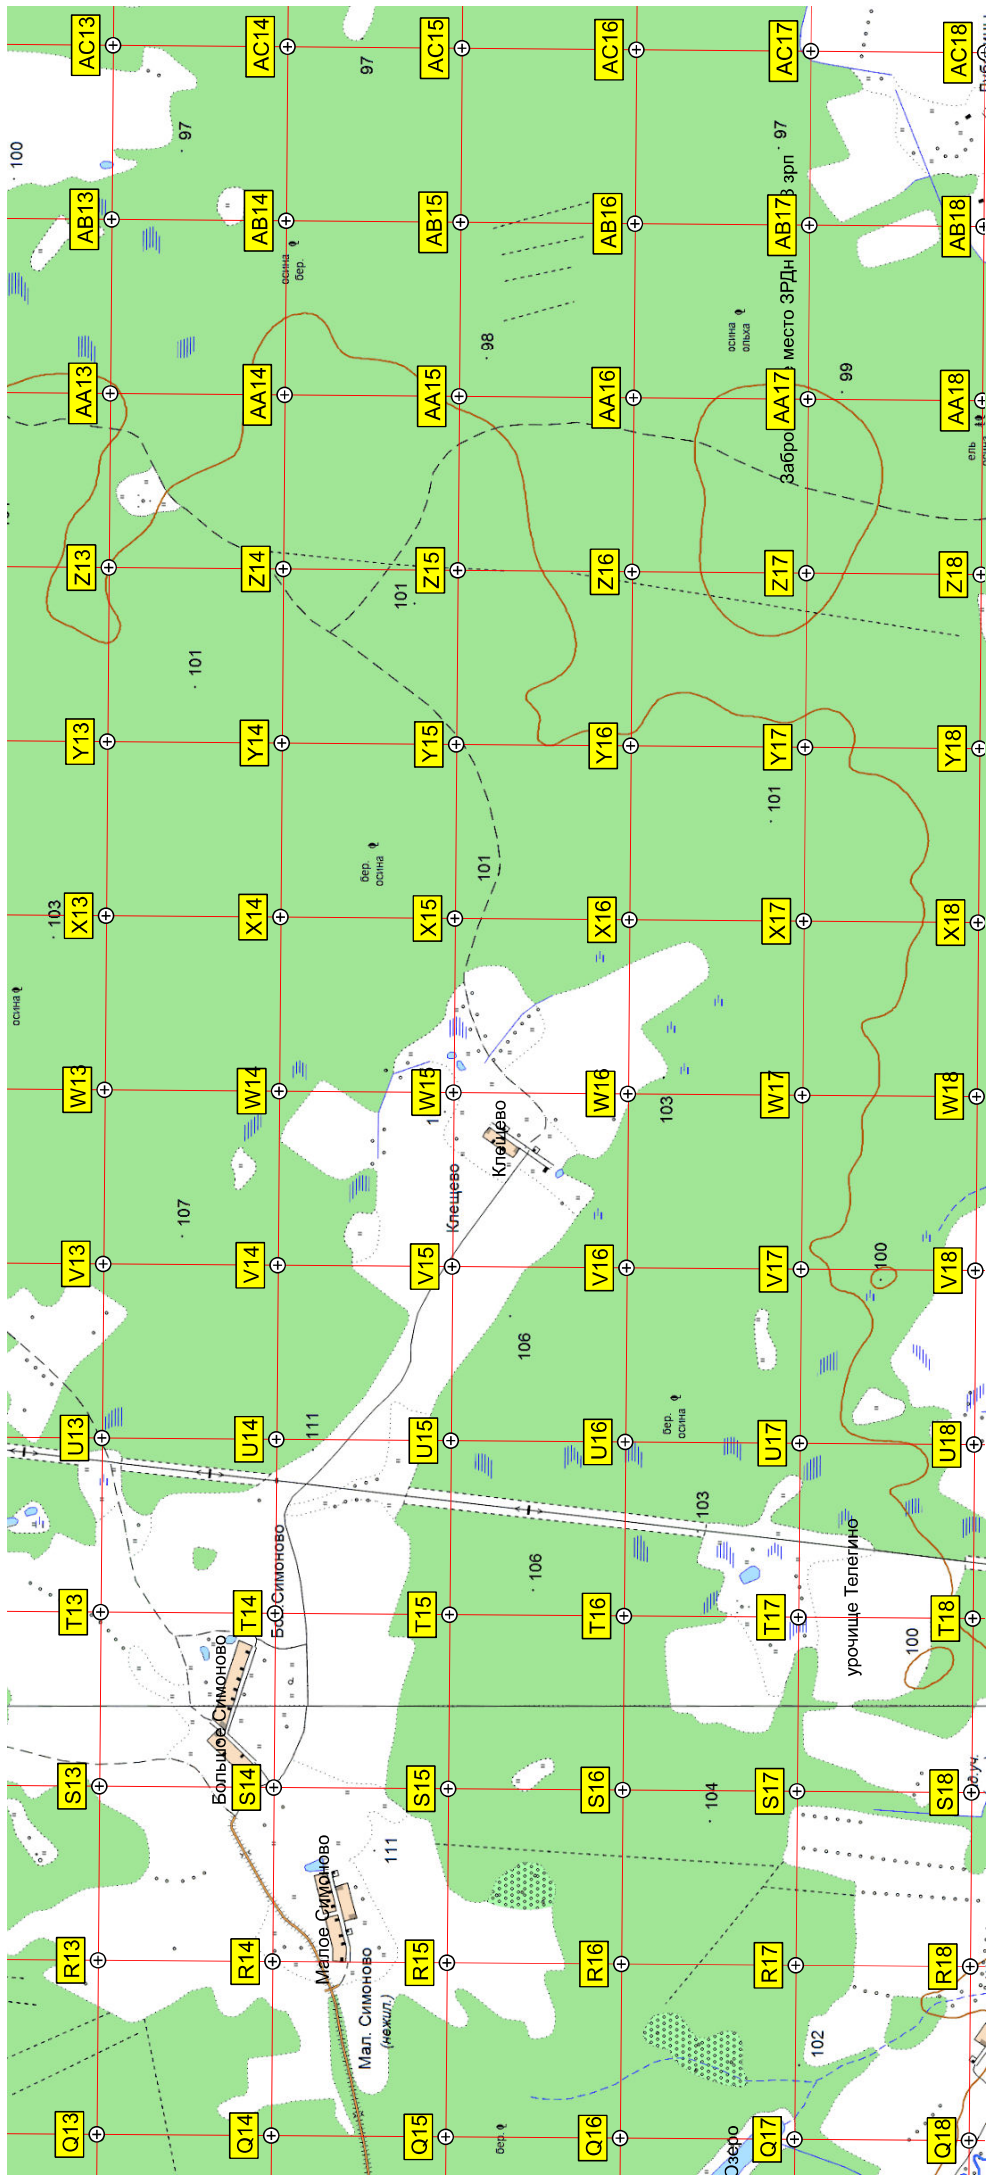 AC13
AC14
AC15
AC16
AC17
AC18
97
97
97
100
AB13
AB14
AB15
AB16
AB17
AB18
осина
бер.
зрп
место ЗРДн
Забро
98
осина
ольха
99
AA13
AA14
AA15
AA16
AA17
AA18
ель
Z13
Z14
Z15
Z16
Z17
Z18
101
101
Y13
Y14
Y15
Y16
Y17
Y18
101
101
бер.
осина
X13
X14
X15
X16
X17
X18
103
осина
W13
W14
W15
W16
W17
W18
103
Клещево
Клещево
107
V13
V14
V15
V16
V17
V18
100
106
111
бер.
осина
U13
U14
U15
U16
U17
U18
103
106
Бол.Симоново
T13
T14
T15
T16
T17
T18
урочище Телегино
100
Большое Симоново
S13
S14
S15
S16
S17
S18
104
111
Малое Симоново
R13
R14
R15
R16
R17
R18
Мал. Симоново
(нежил.)
102
Q13
Q14
Q15
Q16
Q17
Q18
бер.
Озеро